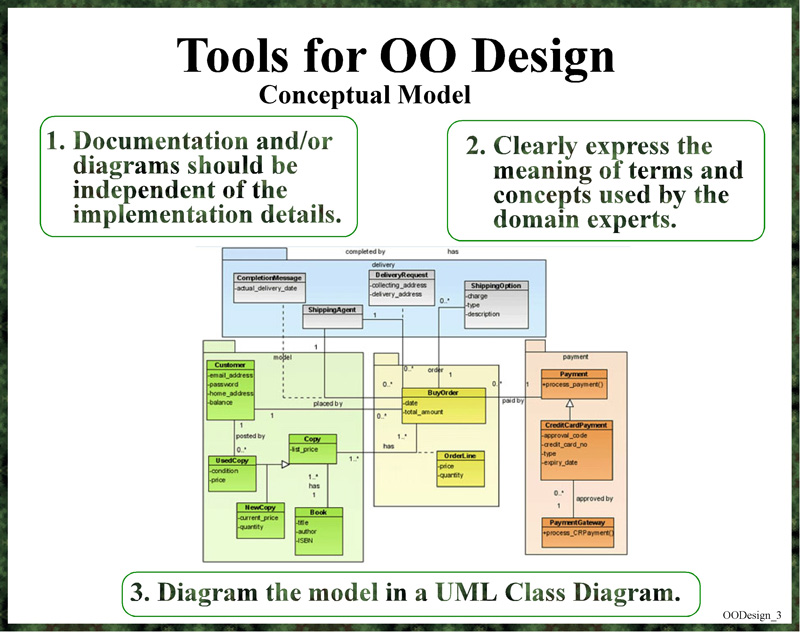 Tools for OO Design
Conceptual Model
1. Documentation and/or
diagrams should be
independent of the
implementation details.
2. Clearly express the
meaning of terms and
concepts used by the
domain experts.
completed by
has
delivery
CompletionMessage
-actual_delivery_date
DeliveryRequest
-collecting_address
-delivery_address
ShippingOption
-charge
-type
-description
ShippingAgent
0..*
1
1
model
Customer
-email_address
-password
-home_address
-balance
0..*
order
1
0..*
BuyOrder
-date
-total_amount
0..*
1
paid by
payment
Payment
+process_payment()
placed by
1
0..*
1
posted by
0..*
Copy
-list_price
1..*
has
1..*
UsedCopy
-condition
-price
1..*
has
1
NewCopy
-current_price
-quantity
Book
-title
-author
-ISBN
OrderLine
-price
-quantity
CreditCardPayment
-approval_code
-credit_card_no
-type
-expiry_date
0..*
1
approved by
PaymentGateway
+process_CRPayment()
3. Diagram the model in a UML Class Diagram.
OODesign_3